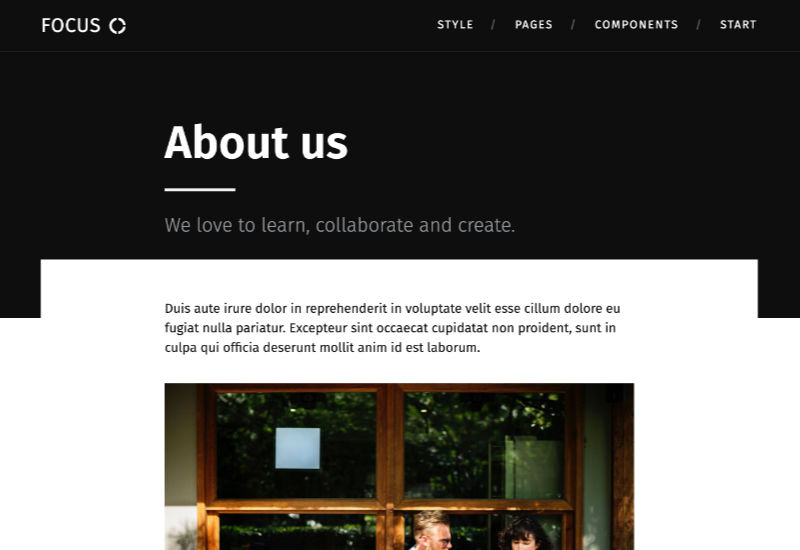 FOCUS
STYLE / PAGES / COMPONENTS / START
About us
We love to learn, collaborate and create.
Duis aute irure dolor in reprehenderit in voluptate velit esse cillum dolore eu
fugiat nulla pariatur. Excepteur sint occaecat cupidatat non proident, sunt in
culpa qui officia deserunt mollit anim id est laborum.